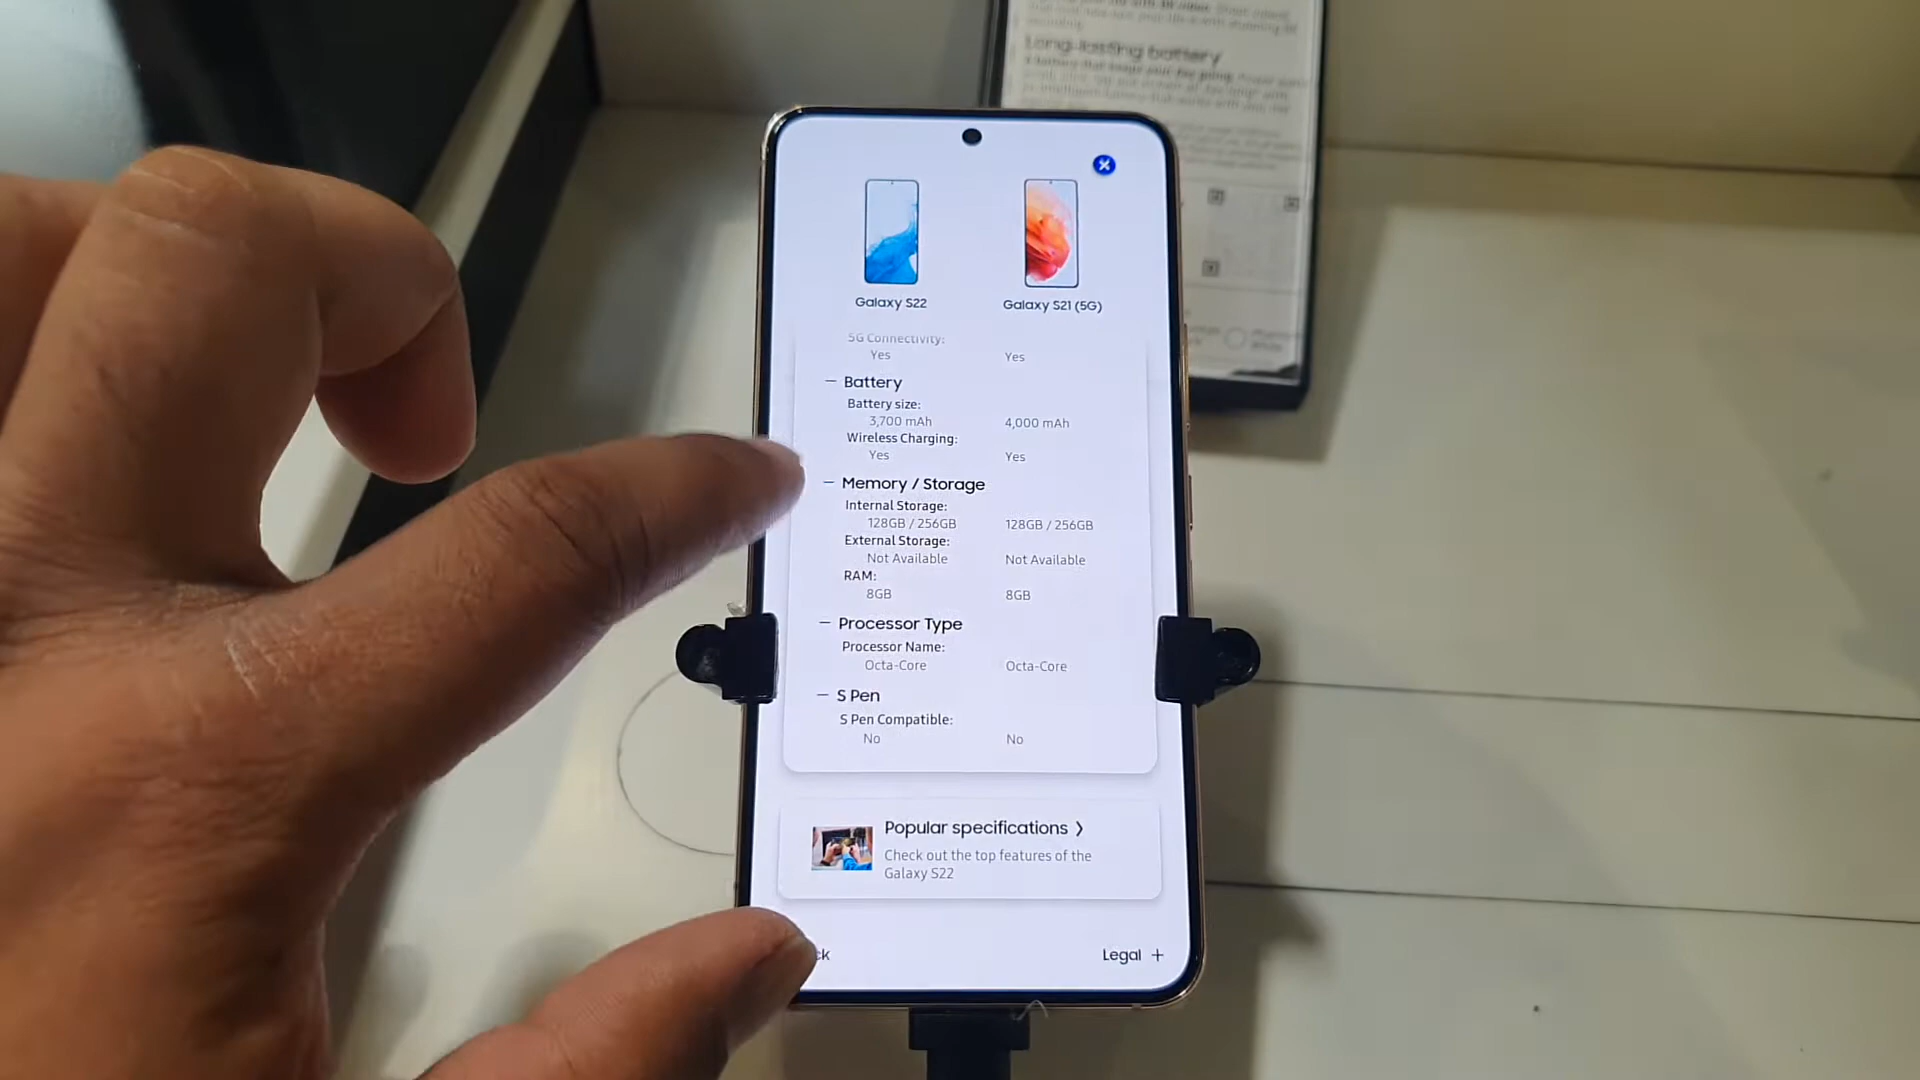 Long-lasting battery
Galaxy S22
Galaxy S21 (5G)
5G Connectivity:
Yes Yes
— Battery
Battery size:
3,700 mAh 4,000 mAh
Wireless Charging:
Yes Yes
— Memory / Storage
Internal Storage:
128GB / 256GB 128GB / 256GB
External Storage:
Not Available Not Available
RAM:
8GB 8GB
— Processor Type
Processor Name:
Octa-Core Octa-Core
— S Pen
S Pen Compatible:
No No
Popular specifications >
Check out the top features of the
Galaxy S22
ck
Legal +